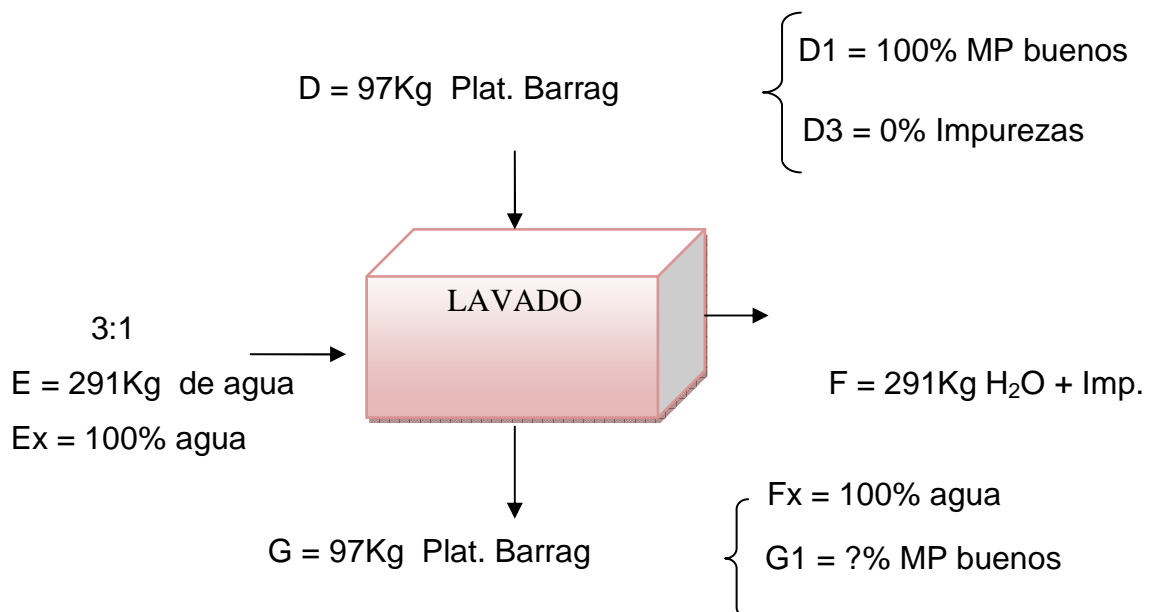 D1 = 100% MP buenos
D = 97Kg Plat. Barrag
D3 = 0% Impurezas
LAVADO
3:1
E = 291Kg de agua
F = 291Kg H₂O + Imp.
Ex = 100% agua
Fx = 100% agua
G = 97Kg Plat. Barrag
G1 = ?% MP buenos